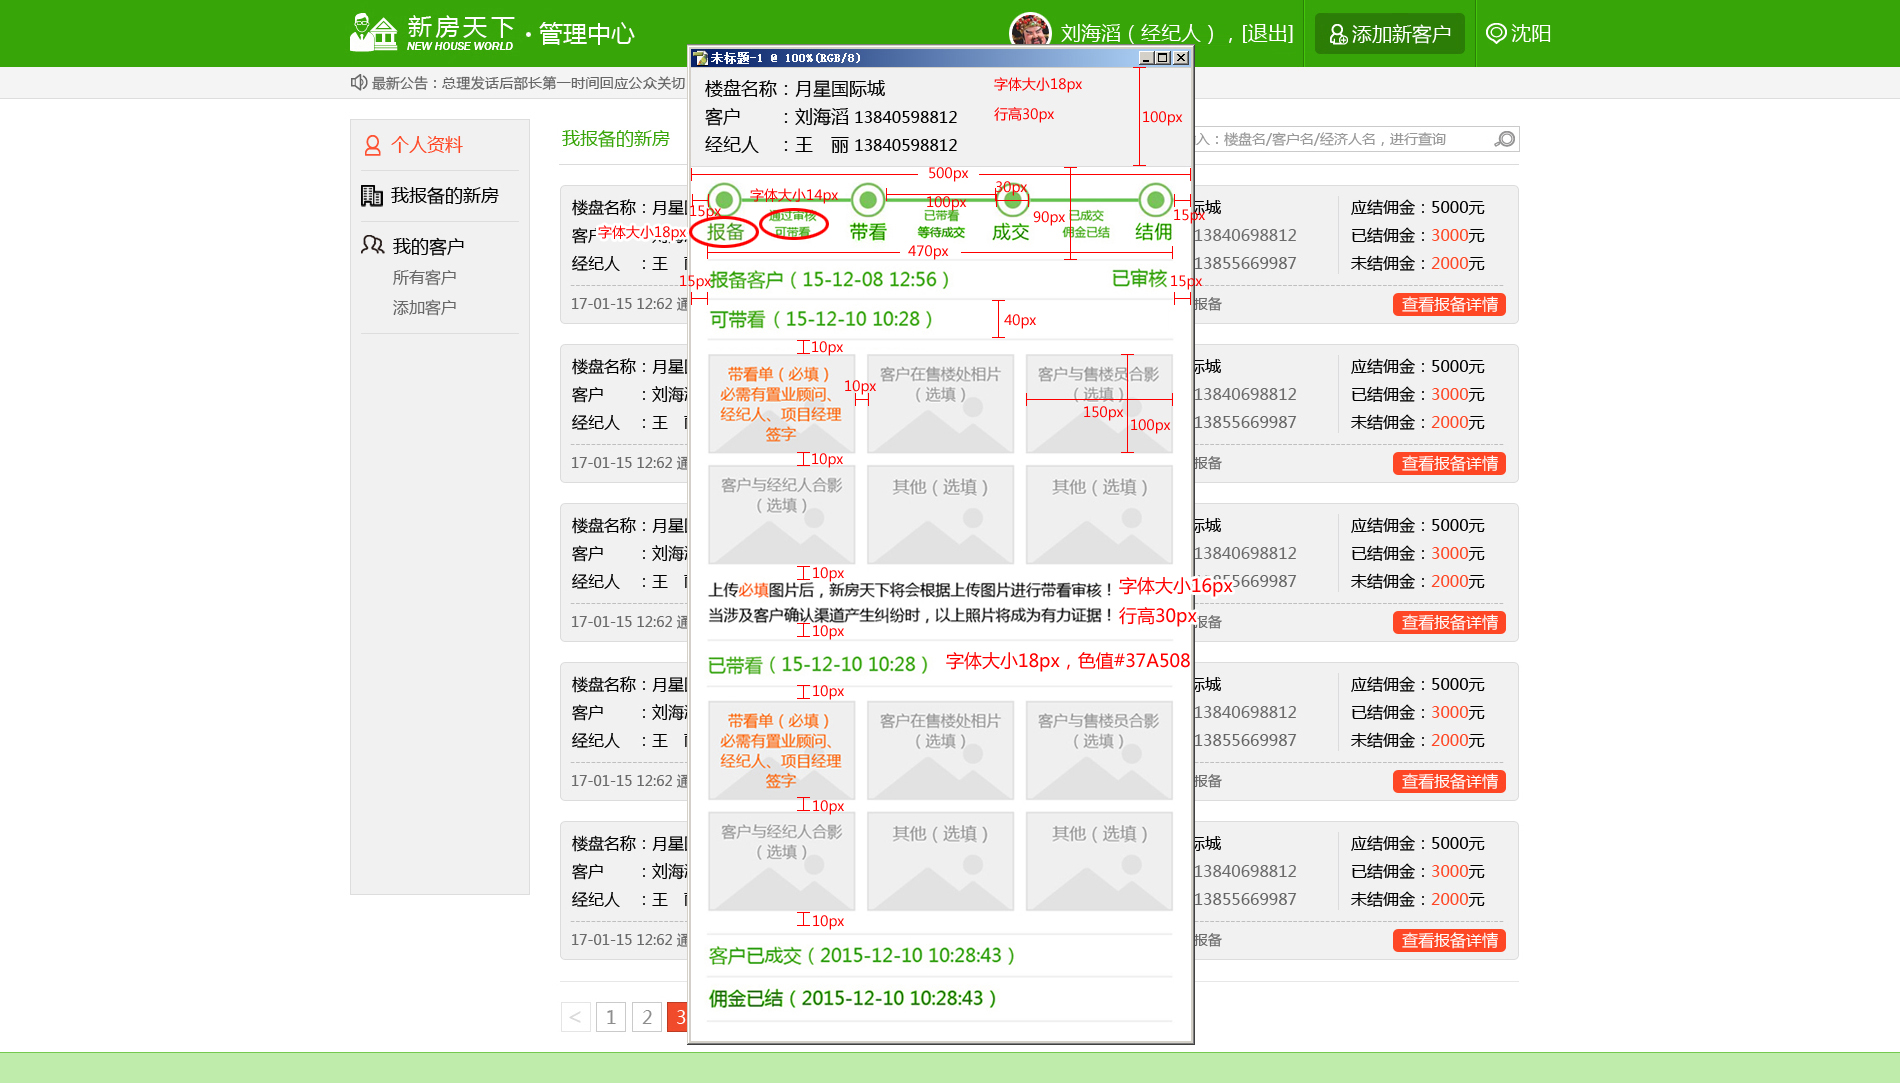 新房天下
NEW HOUSE WORLD
· 管理中心
刘海滔（经纪人），[退出]
添加新客户
沈阳
最新公告：总理发话后部长第一时间回应公众关切
未标题-1 @ 100%(RGB/8)
楼盘名称：月星国际城
客户　　：刘海滔 13840598812
经纪人　：王　丽 13840598812
字体大小18px
行高30px
100px
个人资料
我报备的新房
我的客户
所有客户
添加客户
我报备的新房
入：楼盘名/客户名/经济人名，进行查询
500px
字体大小14px
30px
100px
15px
90px
15px
通过审核
可带看
已带看
等待成交
已成交
佣金已结
字体大小18px
报备
带看
成交
结佣
470px
报备客户（15-12-08 12:56）
已审核
15px
15px
可带看（15-12-10 10:28）
40px
10px
带看单（必填）
必需有置业顾问、
经纪人、项目经理
签字
10px
客户在售楼处相片
（选填）
客户与售楼员合影
（选填）
150px
100px
10px
客户与经纪人合影
（选填）
其他（选填）
其他（选填）
10px
上传必填图片后，新房天下将会根据上传图片进行带看审核！
当涉及客户确认渠道产生纠纷时，以上照片将成为有力证据！
字体大小16px
行高30px
10px
已带看（15-12-10 10:28）
字体大小18px，色值#37A508
10px
带看单（必填）
必需有置业顾问、
经纪人、项目经理
签字
客户在售楼处相片
（选填）
客户与售楼员合影
（选填）
10px
客户与经纪人合影
（选填）
其他（选填）
其他（选填）
10px
客户已成交（2015-12-10 10:28:43）
佣金已结（2015-12-10 10:28:43）
楼盘名称：月星
际城
应结佣金：5000元
客户
13840698812
已结佣金：3000元
经纪人　：王
13855669987
未结佣金：2000元
17-01-15 12:62 通
报备
查看报备详情
楼盘名称：月星国
际城
应结佣金：5000元
客户　　：刘海
13840698812
已结佣金：3000元
经纪人　：王
13855669987
未结佣金：2000元
17-01-15 12:62 通
报备
查看报备详情
楼盘名称：月星国
际城
应结佣金：5000元
客户　　：刘海
13840698812
已结佣金：3000元
经纪人　：王
13855669987
未结佣金：2000元
17-01-15 12:62 通
报备
查看报备详情
楼盘名称：月星国
际城
应结佣金：5000元
客户　　：刘海
13840698812
已结佣金：3000元
经纪人　：王
13855669987
未结佣金：2000元
17-01-15 12:62 通
报备
查看报备详情
楼盘名称：月星国
际城
应结佣金：5000元
客户　　：刘海
13840698812
已结佣金：3000元
经纪人　：王
13855669987
未结佣金：2000元
17-01-15 12:62 通
报备
查看报备详情
< 1 2 3